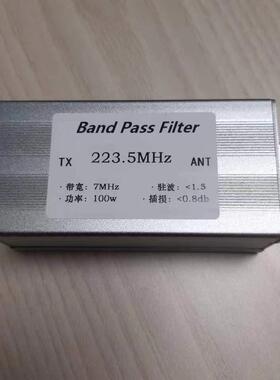 Band Pass Filter
TX 223.5MHz ANT
· 带宽: 7MHz · 驻波: <1.5
· 功率: 100w · 插损: <0.8db